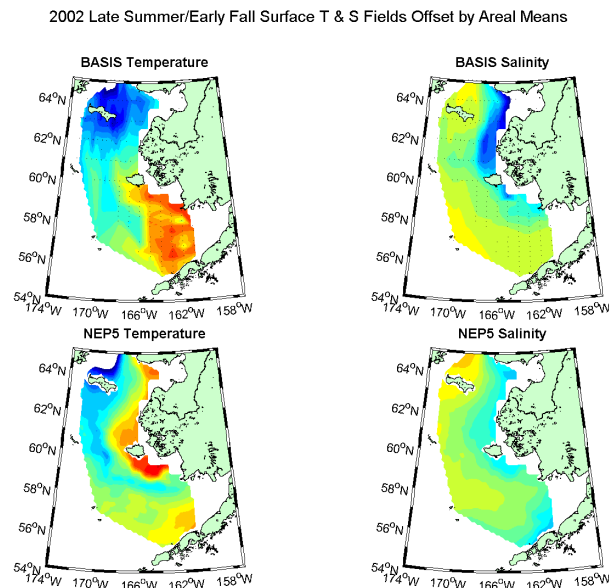 2002 Late Summer/Early Fall Surface T & S Fields Offset by Areal Means
BASIS Temperature
64°N
62°N
60°N
58°N
56°N
54°N
174°W
170°W
166°W
162°W
158°W
BASIS Salinity
64°N
62°N
60°N
58°N
56°N
54°N
174°W
170°W
166°W
162°W
158°W
NEP5 Temperature
64°N
62°N
60°N
58°N
56°N
54°N
174°W
170°W
166°W
162°W
158°W
NEP5 Salinity
64°N
62°N
60°N
58°N
56°N
54°N
174°W
170°W
166°W
162°W
158°W